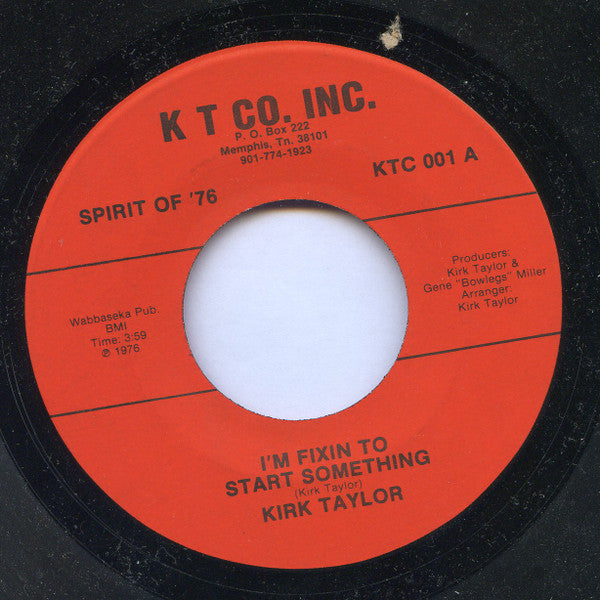 K T CO. INC.
P. O. Box 222
Memphis, Tn. 38101
901-774-1923
SPIRIT OF '76
KTC 001 A
Wabbaseka Pub.
BMI
Time: 3:59
℗ 1976
Producers:
Kirk Taylor &
Gene "Bowlegs" Miller
Arranger:
Kirk Taylor
I'M FIXIN TO
START SOMETHING
(Kirk Taylor)
KIRK TAYLOR